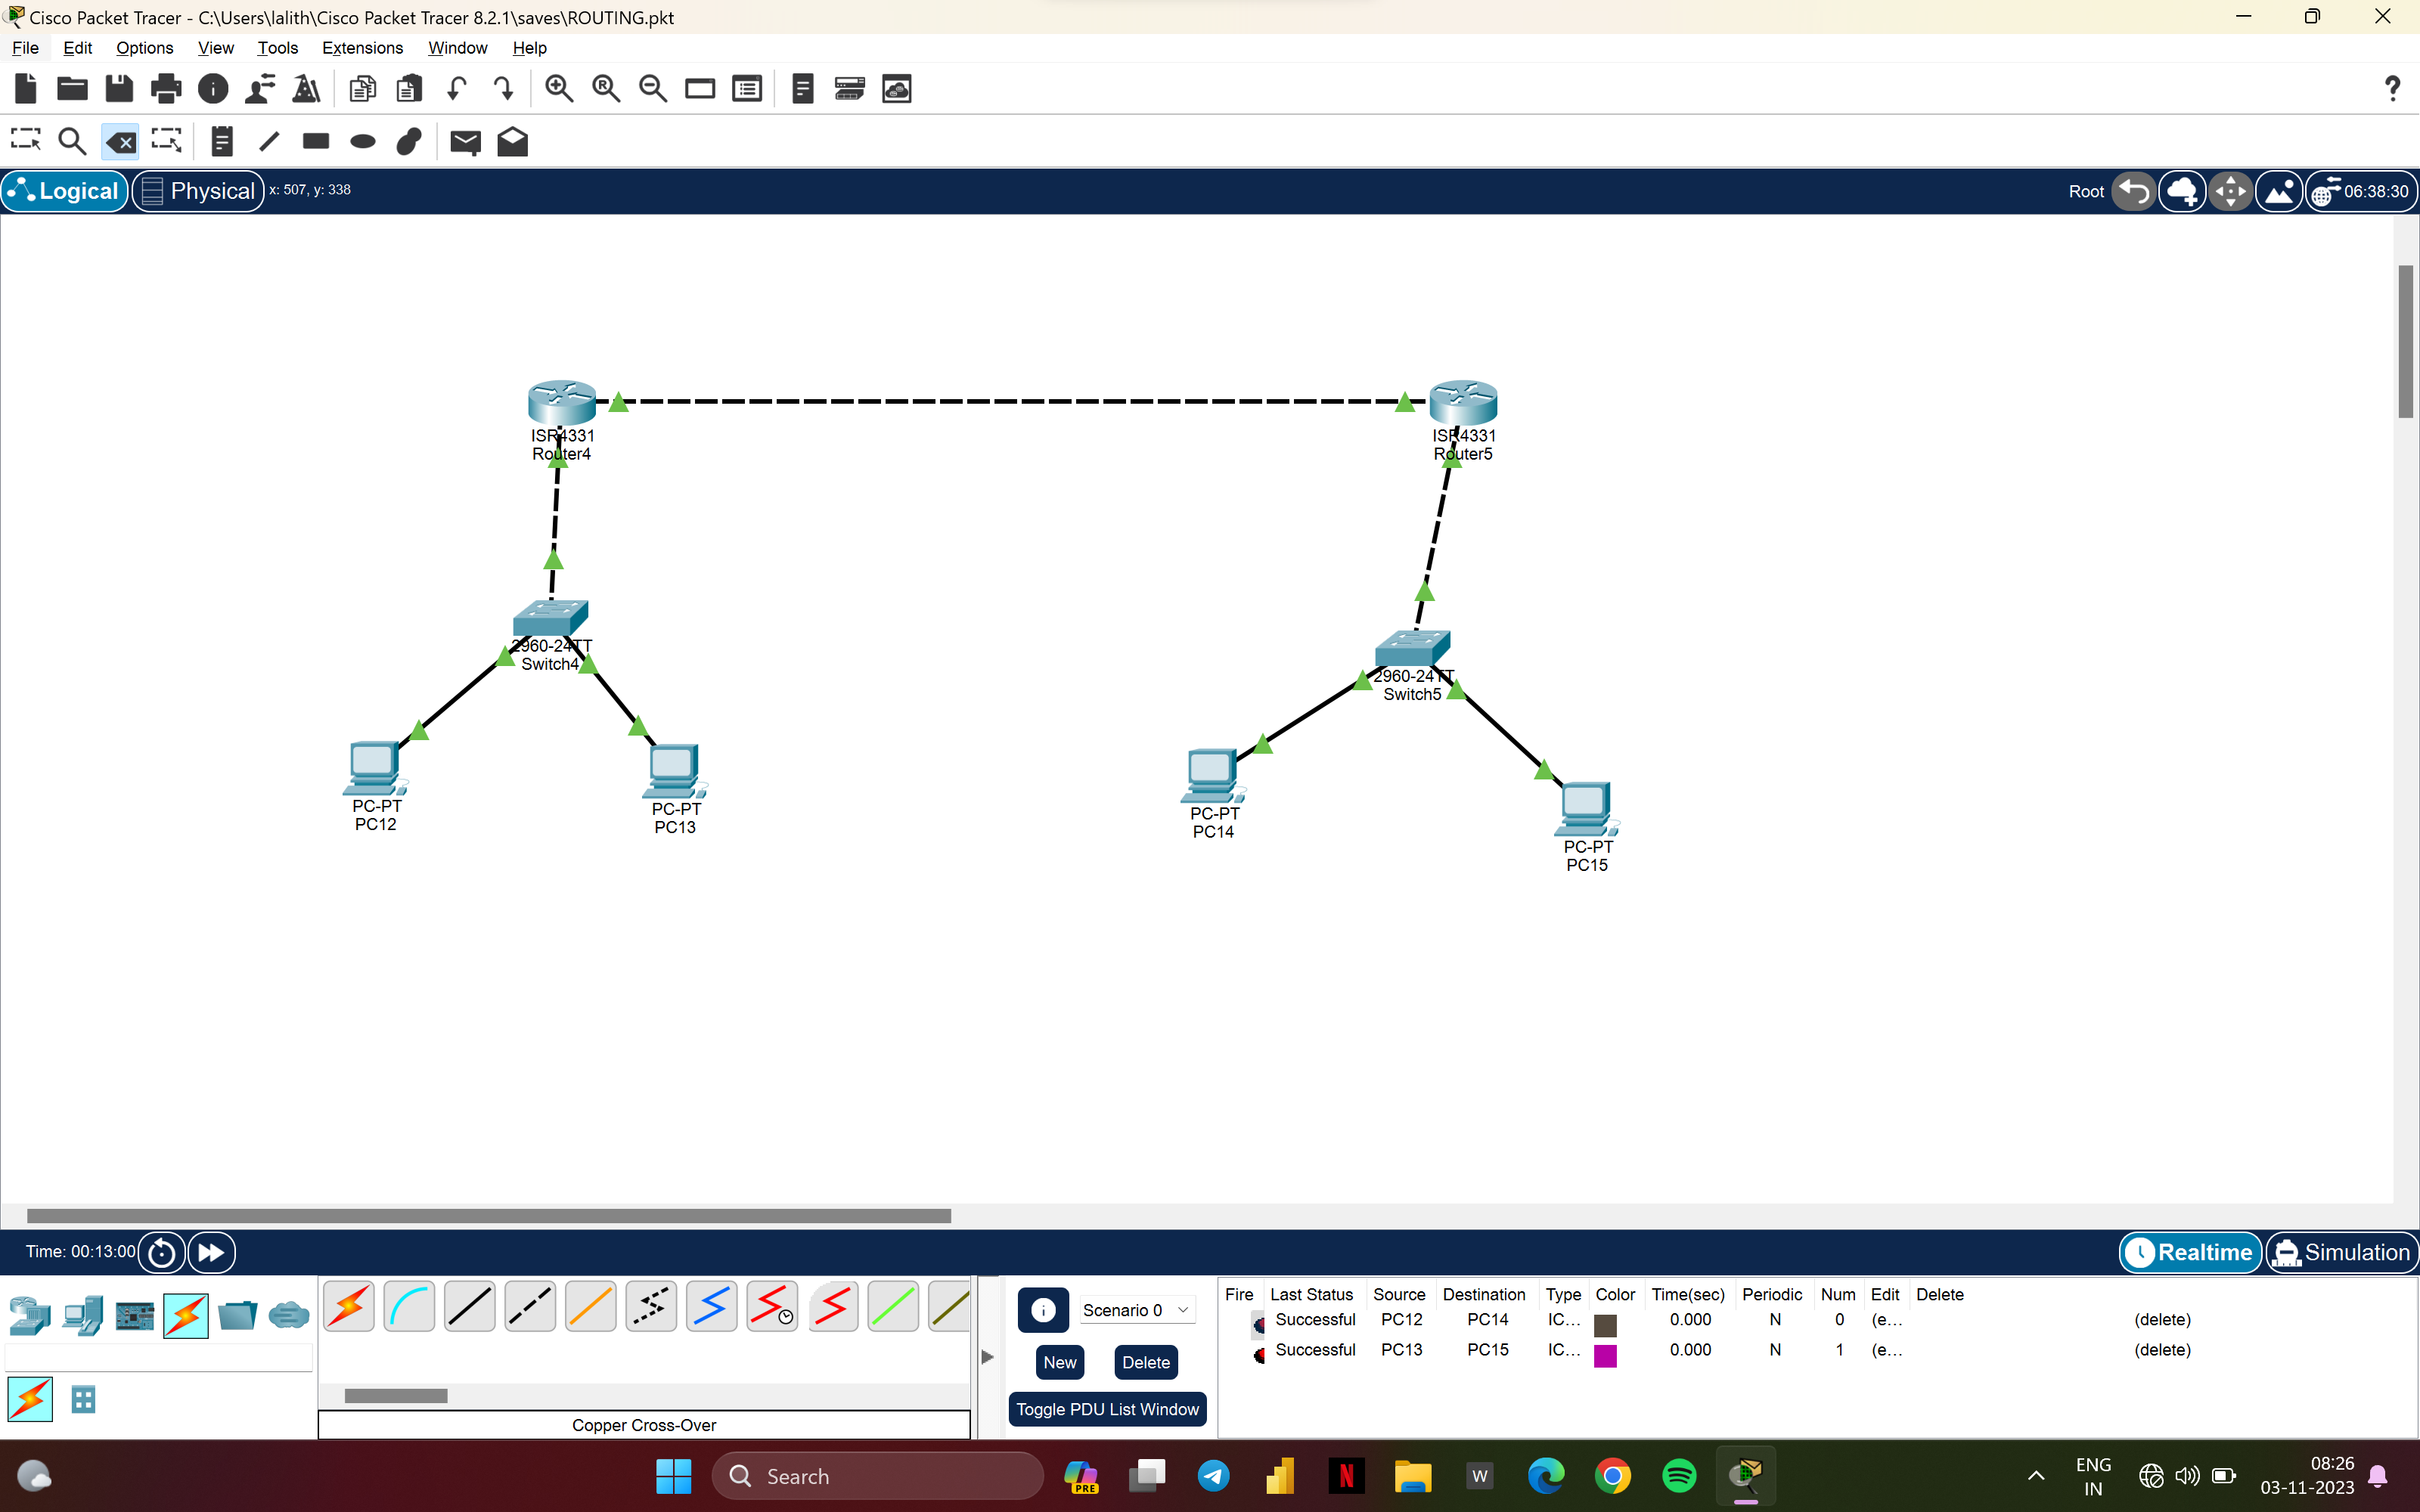 Cisco Packet Tracer - C:\Users\lalith\Cisco Packet Tracer 8.2.1\saves\ROUTING.pkt
File Edit Options View Tools Extensions Window Help
Logical Physical x: 507, y: 338 Root 06:38:30
ISR4331
Router4
ISR4331
Router5
2960-24TT
Switch4
2960-24TT
Switch5
PC-PT
PC12
PC-PT
PC13
PC-PT
PC14
PC-PT
PC15
Time: 00:13:00 Realtime Simulation
Copper Cross-Over
Scenario 0
New Delete
Toggle PDU List Window
Fire Last Status Source Destination Type Color Time(sec) Periodic Num Edit Delete
Successful PC12 PC14 IC... 0.000 N 0 (e... (delete)
Successful PC13 PC15 IC... 0.000 N 1 (e... (delete)
Search
PRE
N
W
ENG
IN
08:26
03-11-2023